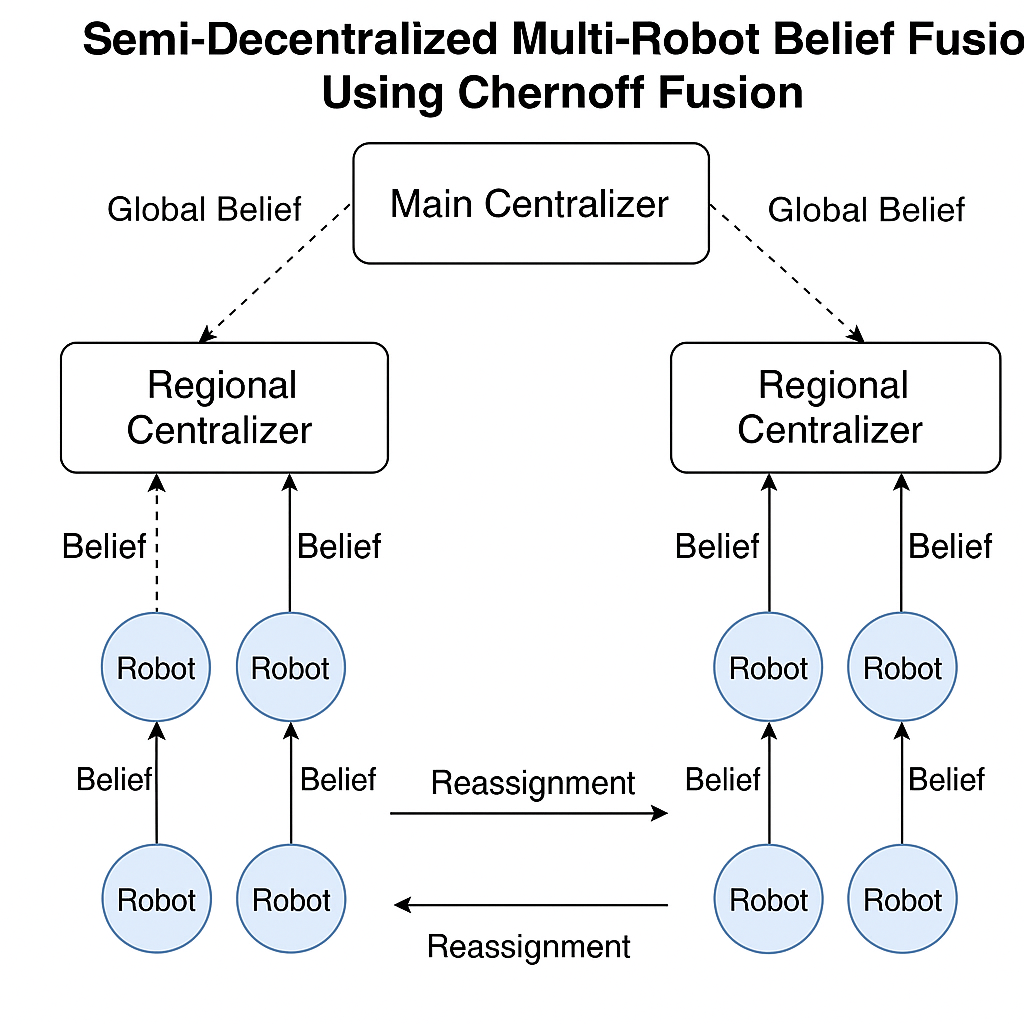 Semi-Decentralized Multi-Robot Belief Fusio
Using Chernoff Fusion
Main Centralizer
Global Belief
Global Belief
Regional
Centralizer
Regional
Centralizer
Belief
Belief
Belief
Belief
Robot
Robot
Robot
Robot
Belief
Belief
Reassignment
Belief
Belief
Robot
Robot
Robot
Robot
Reassignment